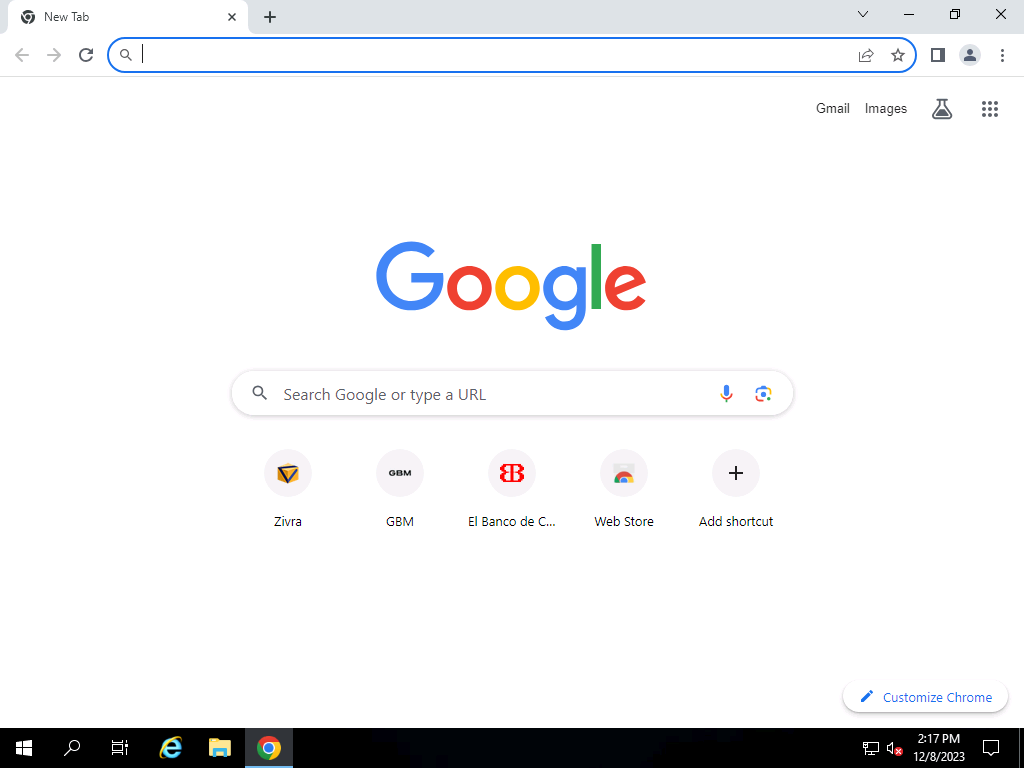 New Tab
Gmail
Images
Google
Search Google or type a URL
Zivra
GBM
GBM
El Banco de C...
Web Store
Add shortcut
Customize Chrome
2:17 PM
12/8/2023